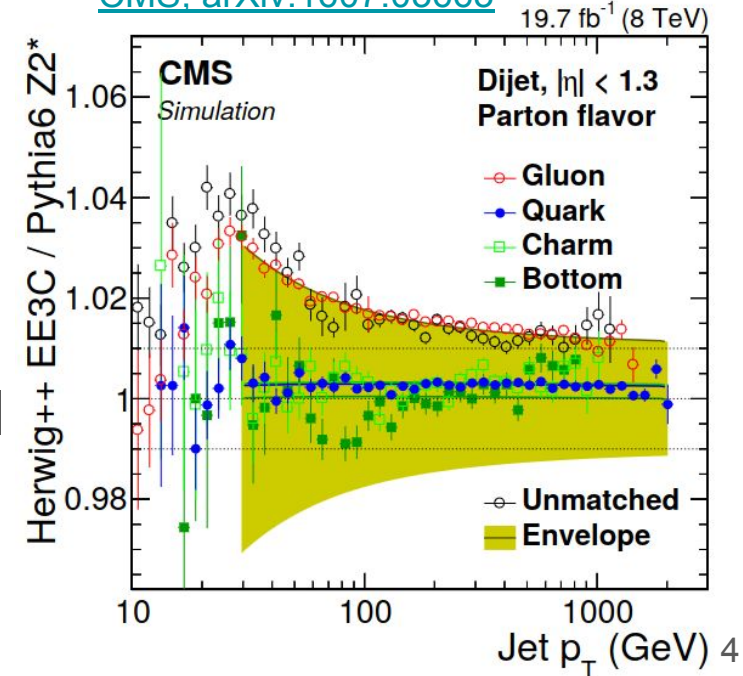 19.7 fb⁻¹ (8 TeV)
CMS
Simulation
Dijet, |η| < 1.3
Parton flavor
Gluon
Quark
Charm
Bottom
Unmatched
Envelope
Herwig++ EE3C / Pythia6 Z2*
1.06
1.04
1.02
1
0.98
10
100
1000
Jet p_T (GeV)
4